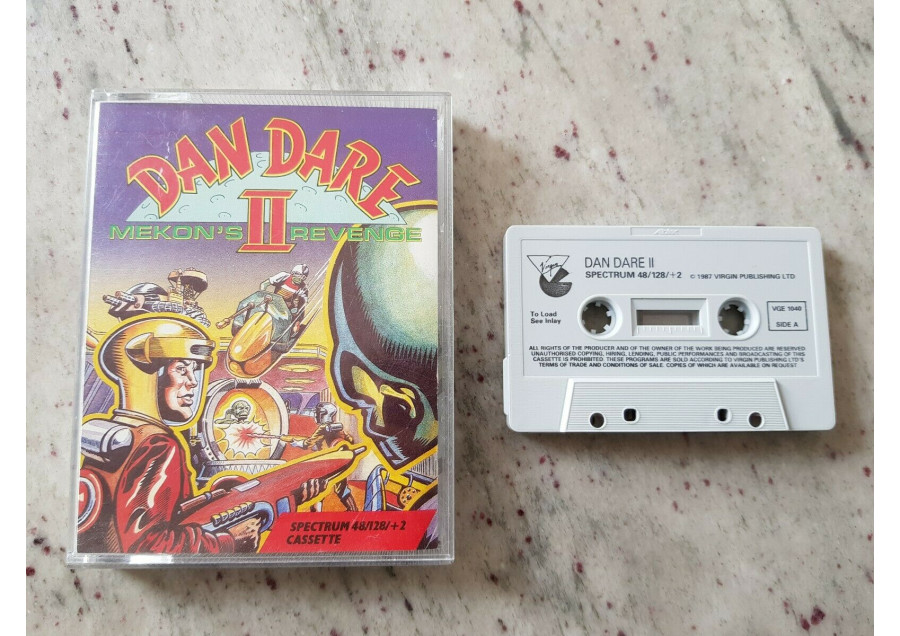 DAN DARE
II
MEKON'S REVENGE
SPECTRUM 48/128/+2
CASSETTE
Virgin
DAN DARE II
SPECTRUM 48/128/+2 © 1987 VIRGIN PUBLISHING LTD
To Load
See Inlay
VGE 1040
SIDE A
ALL RIGHTS OF THE PRODUCER AND OF THE OWNER OF THE WORK BEING PRODUCED ARE RESERVED
UNAUTHORISED COPYING, HIRING, LENDING, PUBLIC PERFORMANCES AND BROADCASTING OF THIS
CASSETTE IS PROHIBITED. THESE PROGRAMS ARE SOLD ACCORDING TO VIRGIN PUBLISHING LTD'S
TERMS OF TRADE AND CONDITIONS OF SALE. COPIES OF WHICH ARE AVAILABLE ON REQUEST